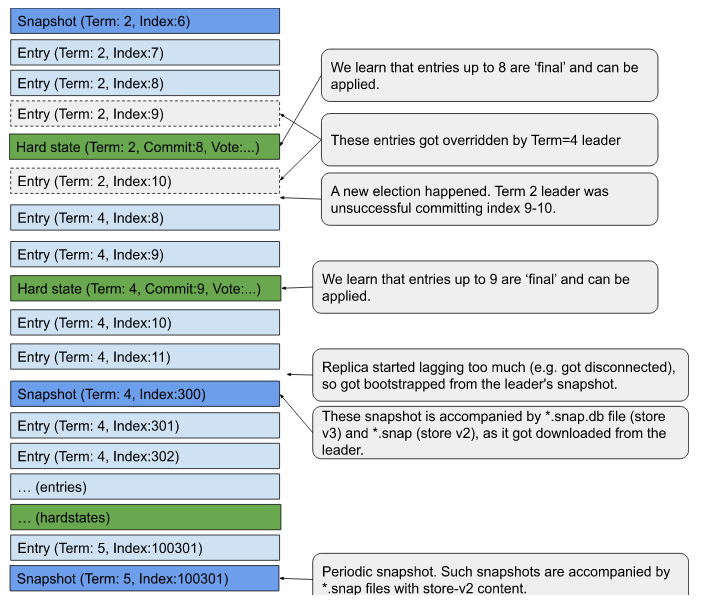 Snapshot (Term: 2, Index:6)
Entry (Term: 2, Index:7)
Entry (Term: 2, Index:8)
Entry (Term: 2, Index:9)
Hard state (Term: 2, Commit:8, Vote:...)
Entry (Term: 2, Index:10)
Entry (Term: 4, Index:8)
Entry (Term: 4, Index:9)
Hard state (Term: 4, Commit:9, Vote:...)
Entry (Term: 4, Index:10)
Entry (Term: 4, Index:11)
Snapshot (Term: 4, Index:300)
Entry (Term: 4, Index:301)
Entry (Term: 4, Index:302)
… (entries)
… (hardstates)
Entry (Term: 5, Index:100301)
Snapshot (Term: 5, Index:100301)
We learn that entries up to 8 are ‘final’ and can be
applied.
These entries got overridden by Term=4 leader
A new election happened. Term 2 leader was
unsuccessful committing index 9-10.
We learn that entries up to 9 are ‘final’ and can be
applied.
Replica started lagging too much (e.g. got disconnected),
so got bootstrapped from the leader's snapshot.
These snapshot is accompanied by *.snap.db file (store
v3) and *.snap (store v2), as it got downloaded from the
leader.
Periodic snapshot. Such snapshots are accompanied by
*.snap files with store-v2 content.